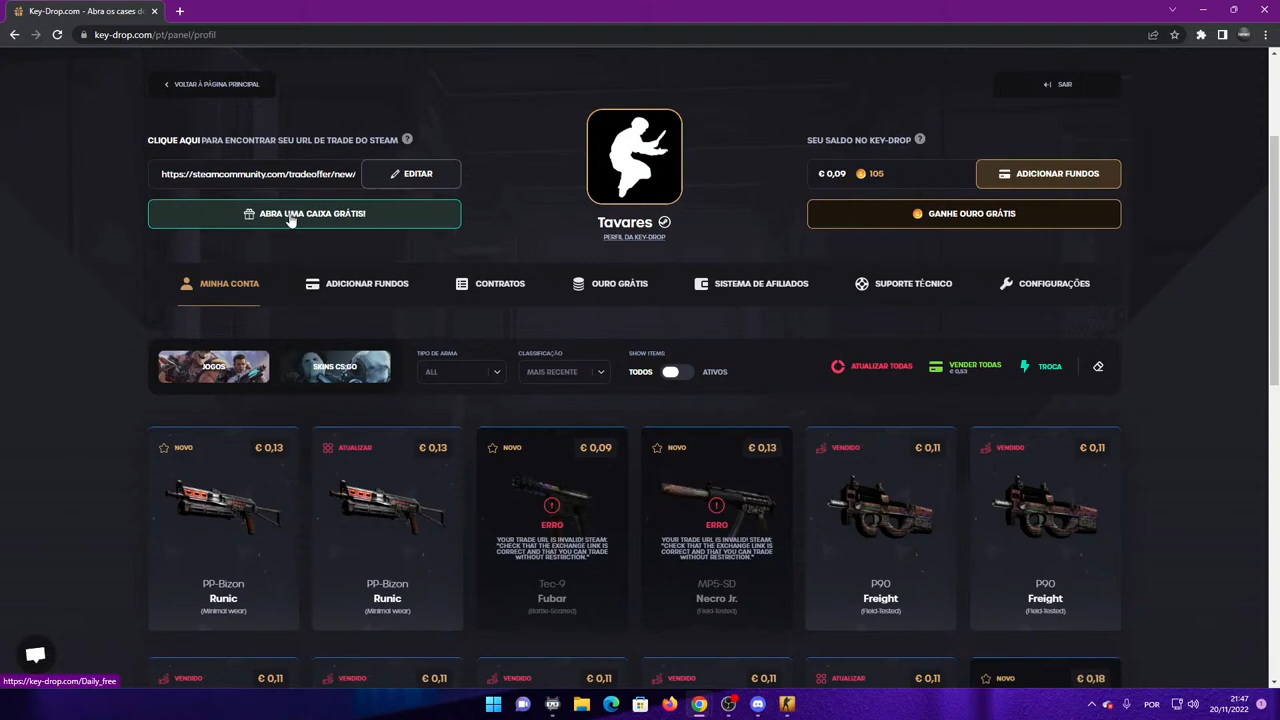 Key-Drop.com - Abra os cases de
key-drop.com/pt/panel/profil
VOLTAR À PÁGINA PRINCIPAL
SAIR
CLIQUE AQUI PARA ENCONTRAR SEU URL DE TRADE DO STEAM ?
SEU SALDO NO KEY-DROP ?
https://steamcommunity.com/tradeoffer/new/
EDITAR
€ 0,09 105
ADICIONAR FUNDOS
ABRA UMA CAIXA GRÁTIS!
GANHE OURO GRÁTIS
Tavares
PERFIL DA KEY-DROP
MINHA CONTA
ADICIONAR FUNDOS
CONTRATOS
OURO GRÁTIS
SISTEMA DE AFILIADOS
SUPORTE TÉCNICO
CONFIGURAÇÕES
JOGOS
SKINS CS:GO
TIPO DE ARMA
ALL
CLASSIFICAÇÃO
MAIS RECENTE
SHOW ITEMS
TODOS
ATIVOS
ATUALIZAR TODAS
VENDER TODAS
€ 0,53
TROCA
NOVO € 0,13
PP-Bizon
Runic
(Minimal wear)
ATUALIZAR € 0,13
PP-Bizon
Runic
(Minimal wear)
NOVO € 0,09
ERRO
YOUR TRADE URL IS INVALID! STEAM:
"CHECK THAT THE EXCHANGE LINK IS
CORRECT AND THAT YOU CAN TRADE
WITHOUT RESTRICTION."
Tec-9
Fubar
(Battle-Scarred)
NOVO € 0,13
ERRO
YOUR TRADE URL IS INVALID! STEAM:
"CHECK THAT THE EXCHANGE LINK IS
CORRECT AND THAT YOU CAN TRADE
WITHOUT RESTRICTION."
MP5-SD
Necro Jr.
(Field-Tested)
VENDIDO € 0,11
P90
Freight
(Field-Tested)
VENDIDO € 0,11
P90
Freight
(Field-Tested)
VENDIDO € 0,11
VENDIDO € 0,11
VENDIDO € 0,11
VENDIDO € 0,11
ATUALIZAR € 0,11
NOVO € 0,18
https://key-drop.com/Daily_free
POR
21:47
20/11/2022